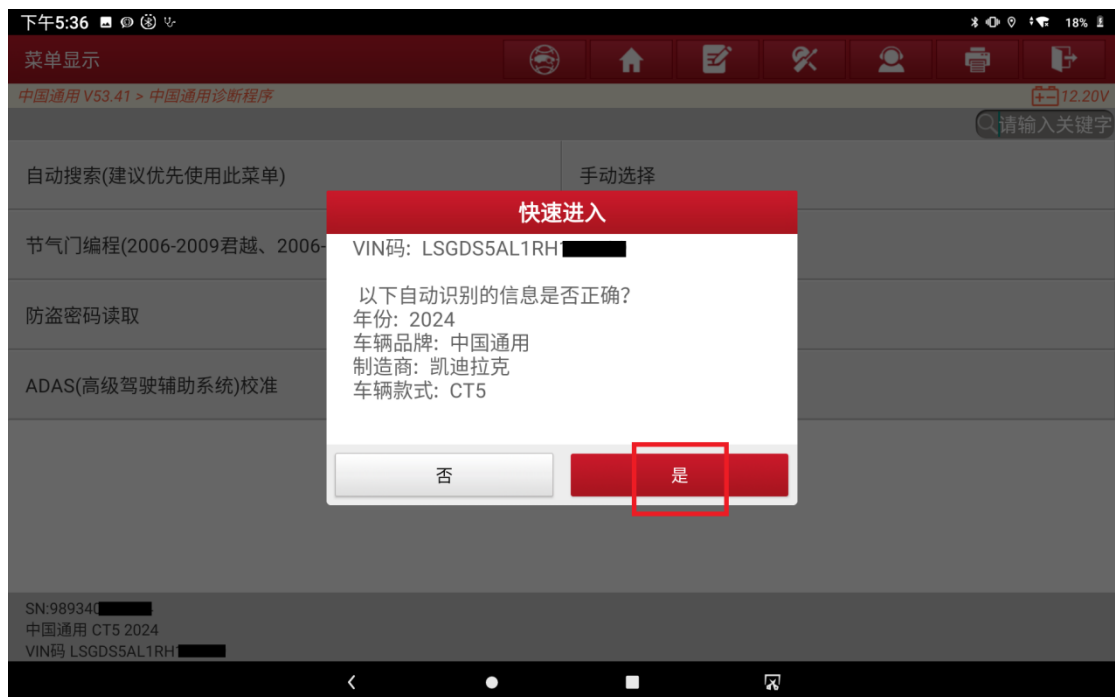 下午5:36
18%
菜单显示
中国通用 V53.41 > 中国通用诊断程序
12.20V
请输入关键字
自动搜索(建议优先使用此菜单)
手动选择
快速进入
节气门编程(2006-2009君越、2006-
VIN码: LSGDS5AL1RH1
以下自动识别的信息是否正确?
年份: 2024
车辆品牌: 中国通用
制造商: 凯迪拉克
车辆款式: CT5
防盗密码读取
ADAS(高级驾驶辅助系统)校准
否
是
SN:989340
中国通用 CT5 2024
VIN码 LSGDS5AL1RH1